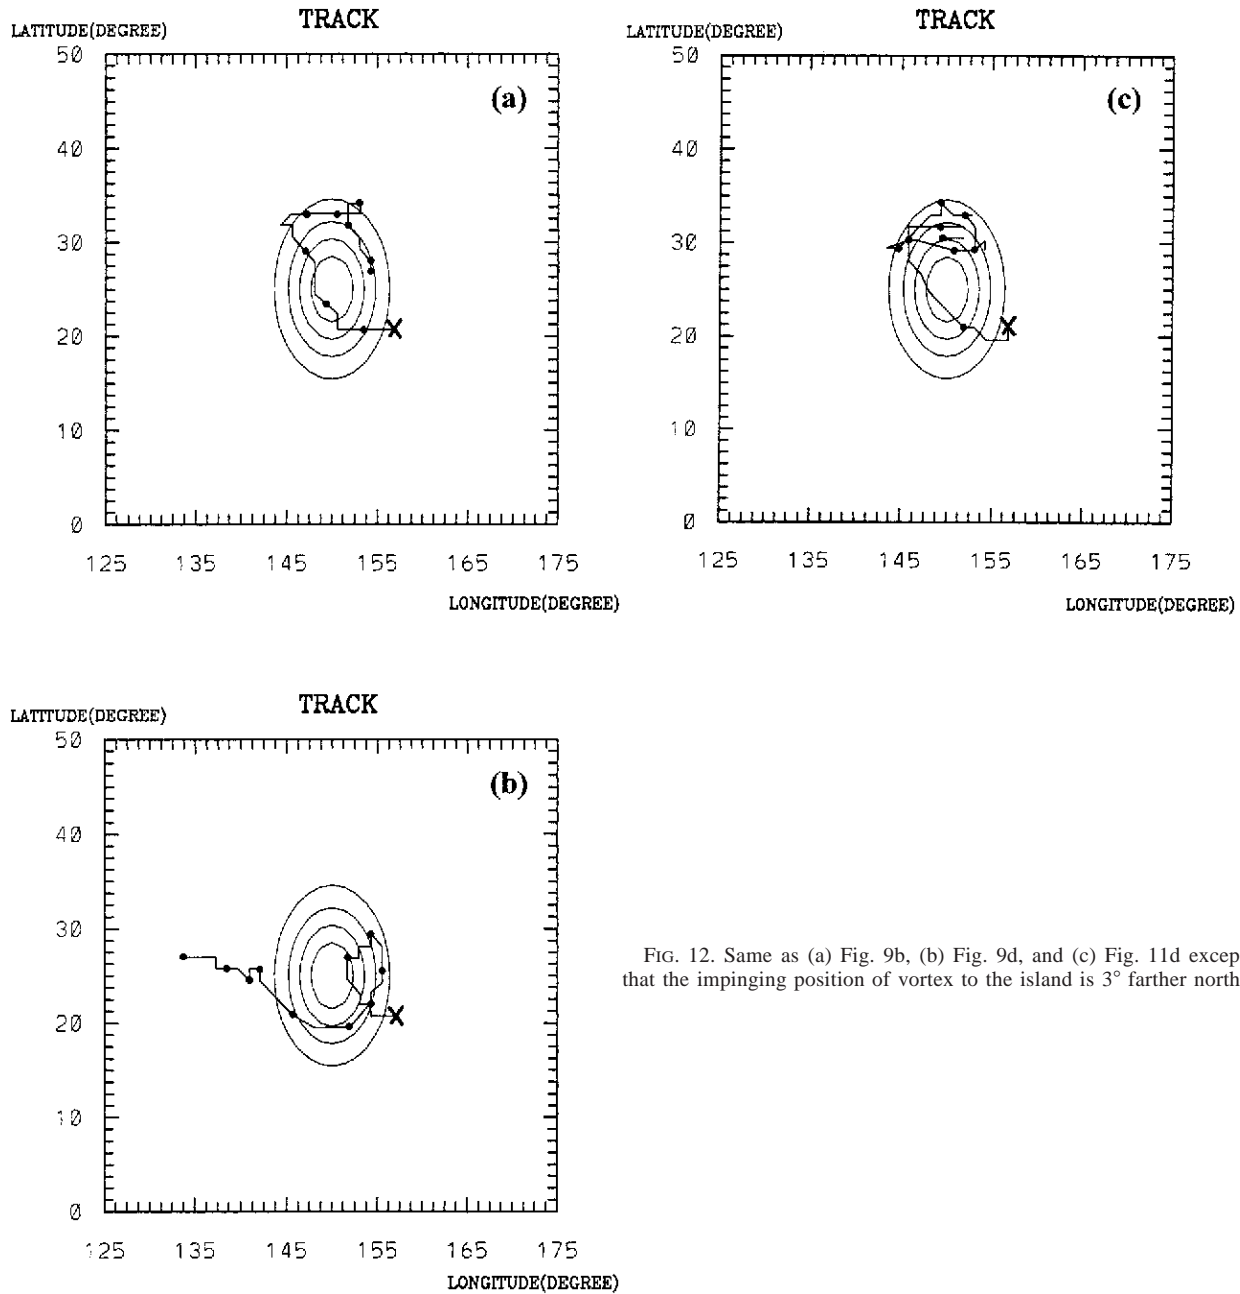 TRACK
LATITUDE(DEGREE)
(a)
50
40
30
20
10
0
X
125 135 145 155 165 175
LONGITUDE(DEGREE)
TRACK
LATITUDE(DEGREE)
(c)
50
40
30
20
10
0
X
125 135 145 155 165 175
LONGITUDE(DEGREE)
TRACK
LATITUDE(DEGREE)
(b)
50
40
30
20
10
0
X
125 135 145 155 165 175
LONGITUDE(DEGREE)
FIG. 12. Same as (a) Fig. 9b, (b) Fig. 9d, and (c) Fig. 11d except
that the impinging position of vortex to the island is 3° farther north